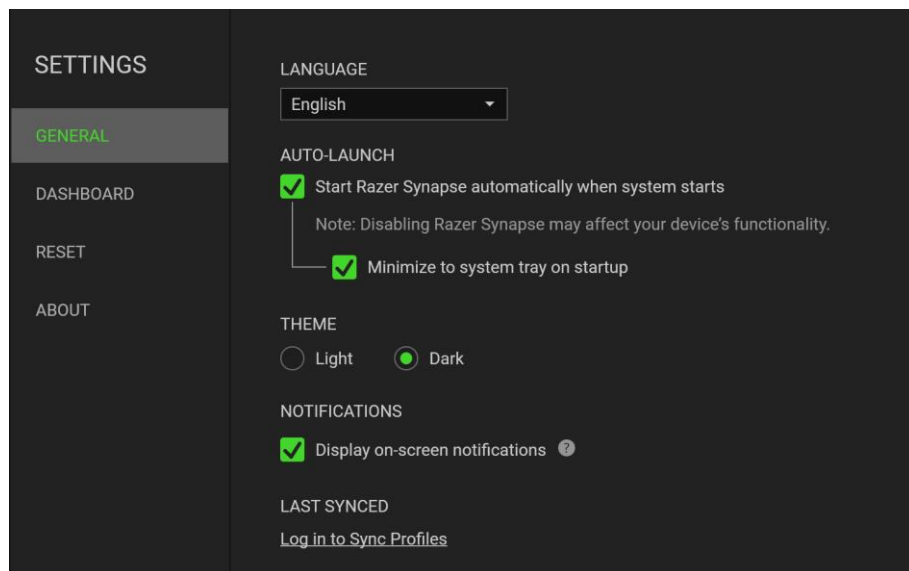 SETTINGS
GENERAL
DASHBOARD
RESET
ABOUT
LANGUAGE
English
AUTO-LAUNCH
Start Razer Synapse automatically when system starts
Note: Disabling Razer Synapse may affect your device’s functionality.
Minimize to system tray on startup
THEME
Light Dark
NOTIFICATIONS
Display on-screen notifications ?
LAST SYNCED
Log in to Sync Profiles